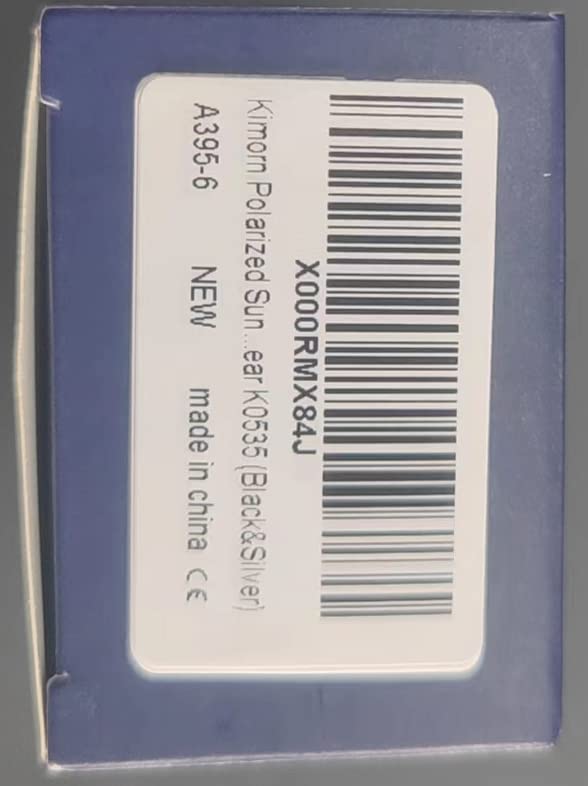 X000RMX84J
Kimorn Polarized Sun...ear K0535 (Black&Silver)
A395-6 NEW made in china CE